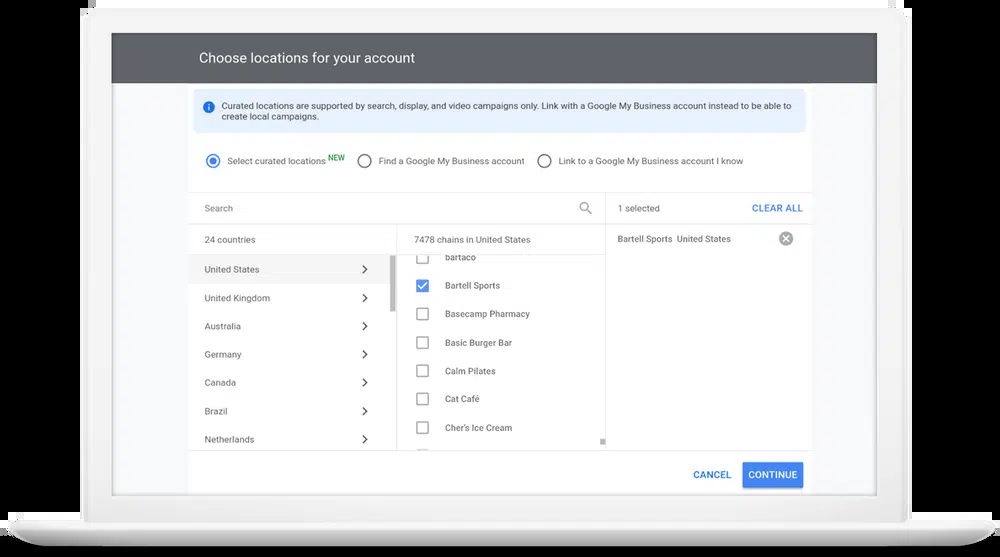 Choose locations for your account
Curated locations are supported by search, display, and video campaigns only. Link with a Google My Business account instead to be able to
create local campaigns.
Select curated locations NEW Find a Google My Business account Link to a Google My Business account I know
Search 1 selected CLEAR ALL
24 countries 7478 chains in United States Bartell Sports United States
bartaco
United States Bartell Sports
United Kingdom Basecamp Pharmacy
Australia Basic Burger Bar
Germany Calm Pilates
Canada Cat Café
Brazil Cher's Ice Cream
Netherlands
CANCEL CONTINUE